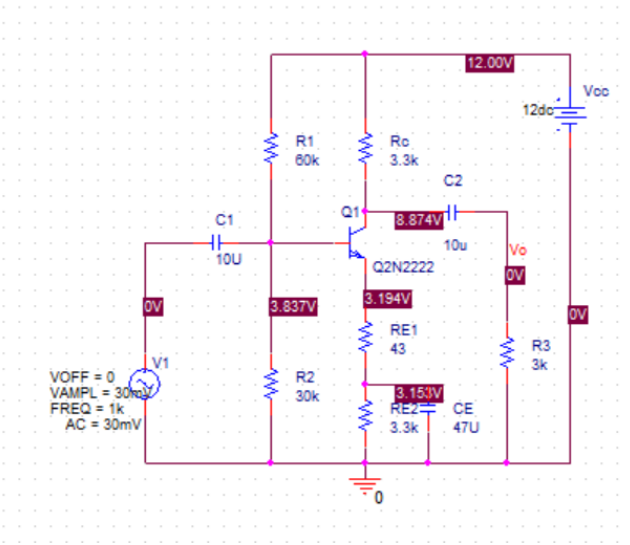 12.00V
Vcc
12dc
R1
60k
Rc
3.3k
C2
C1
Q1
8.874V
10u
10U
Vo
Q2N2222
0V
0V
3.837V
3.194V
0V
V1
RE1
43
R3
3k
VOFF = 0
VAMPL = 30mV
FREQ = 1k
AC = 30mV
R2
30k
3.153V
RE2
3.3k
CE
47U
0